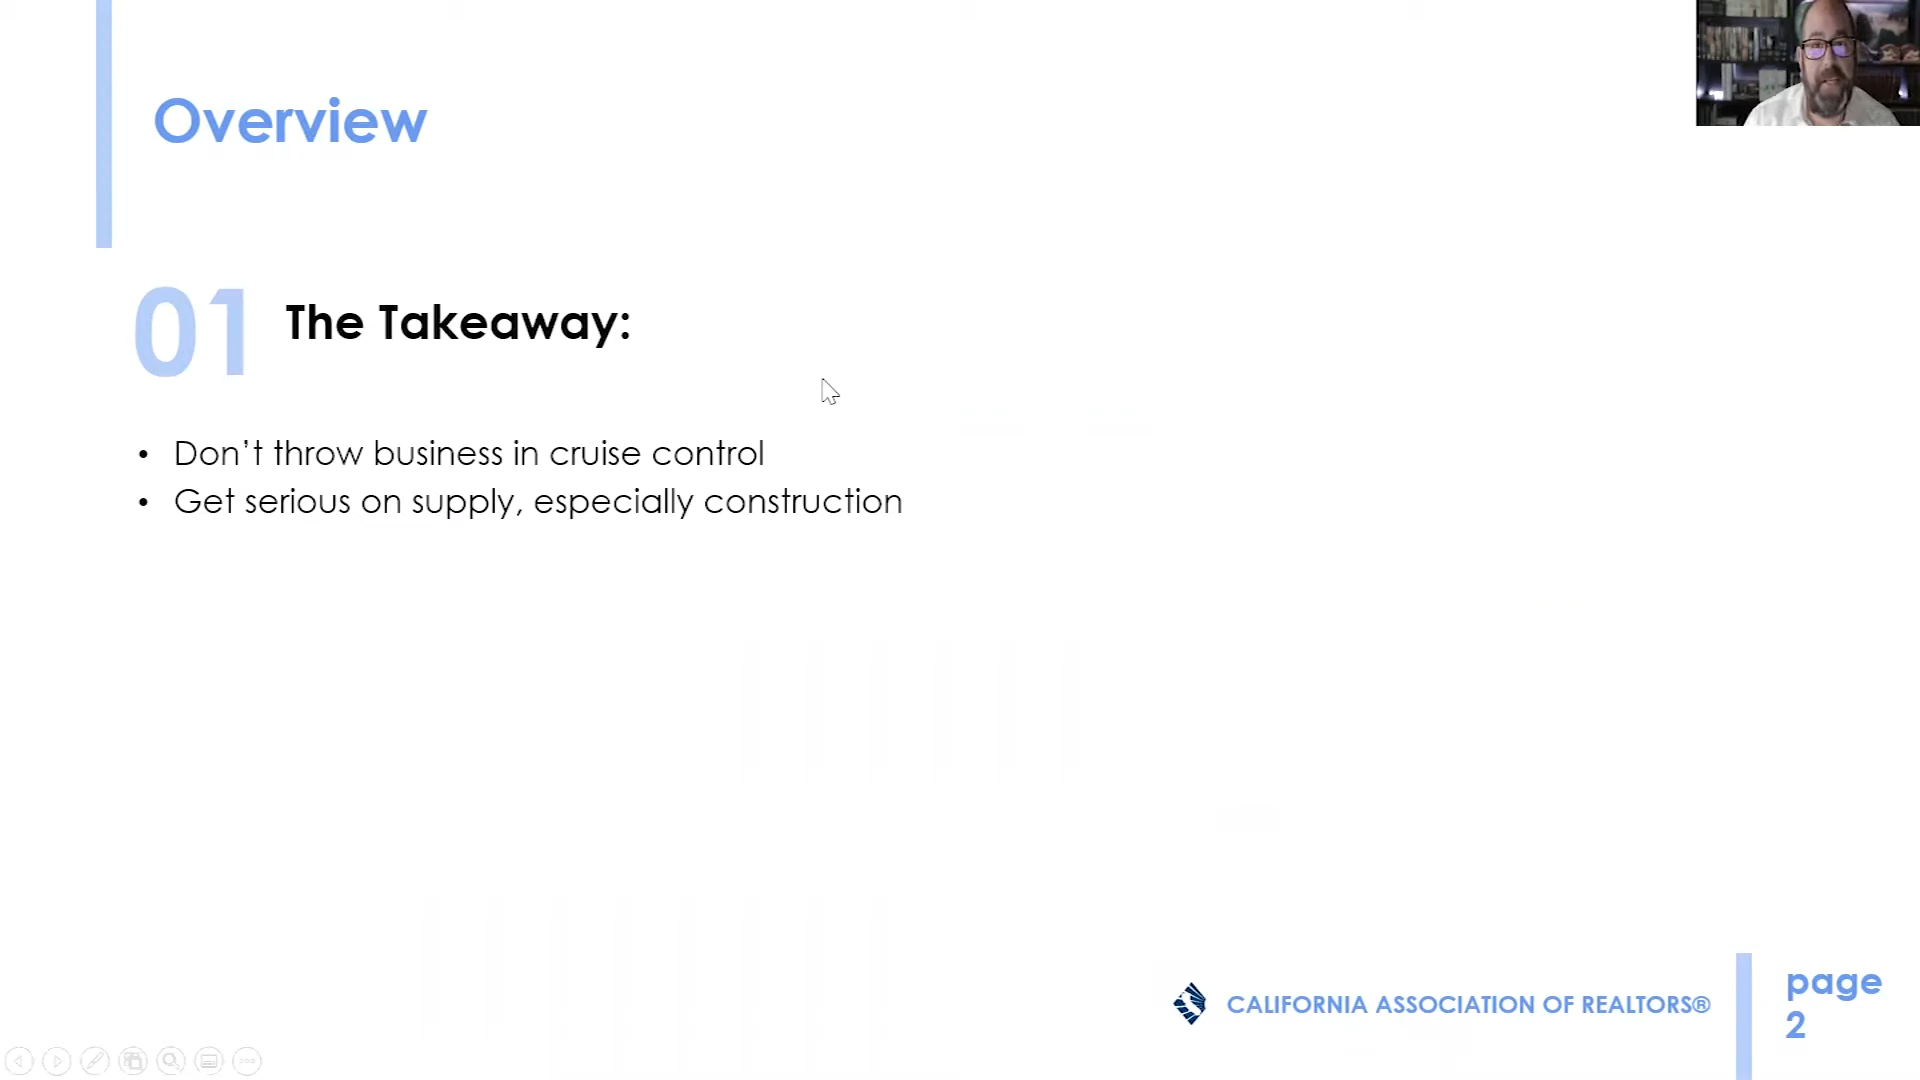 Overview
01 The Takeaway:
• Don’t throw business in cruise control
• Get serious on supply, especially construction
CALIFORNIA ASSOCIATION OF REALTORS®
page
2